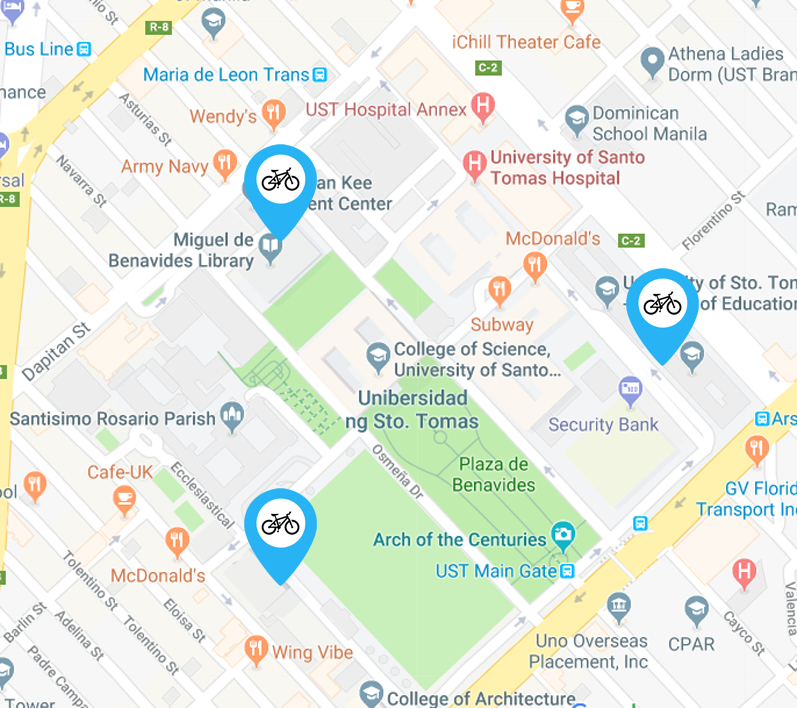 R-8
Bus Line
iChill Theater Cafe
Athena Ladies
Dorm (UST Bran
C-2
Maria de Leon Trans
nance
Asturias St
Wendy's
UST Hospital Annex
Dominican
School Manila
Navarra St
Army Navy
University of Santo
Tomas Hospital
rsal
R-8
an Kee
ent Center
Florentino St
Ram
Miguel de
Benavides Library
McDonald's
C-2
of Sto. Tom
of Education
Subway
Dapitan St
College of Science,
University of Santo...
Unibersidad
ng Sto. Tomas
Security Bank
Santisimo Rosario Parish
Ars
Plaza de
Benavides
Osmeña Dr
Cafe-UK
ool
Ecclesiastical
GV Florid
Transport Inc
Arch of the Centuries
UST Main Gate
McDonald's
Tolentino St
Eloisa St
Barlin St
Adelina St
Tolentino St
Padre Campa
Valencia
Cayco St
Uno Overseas
Placement, Inc
CPAR
Wing Vibe
College of Architecture
Tower